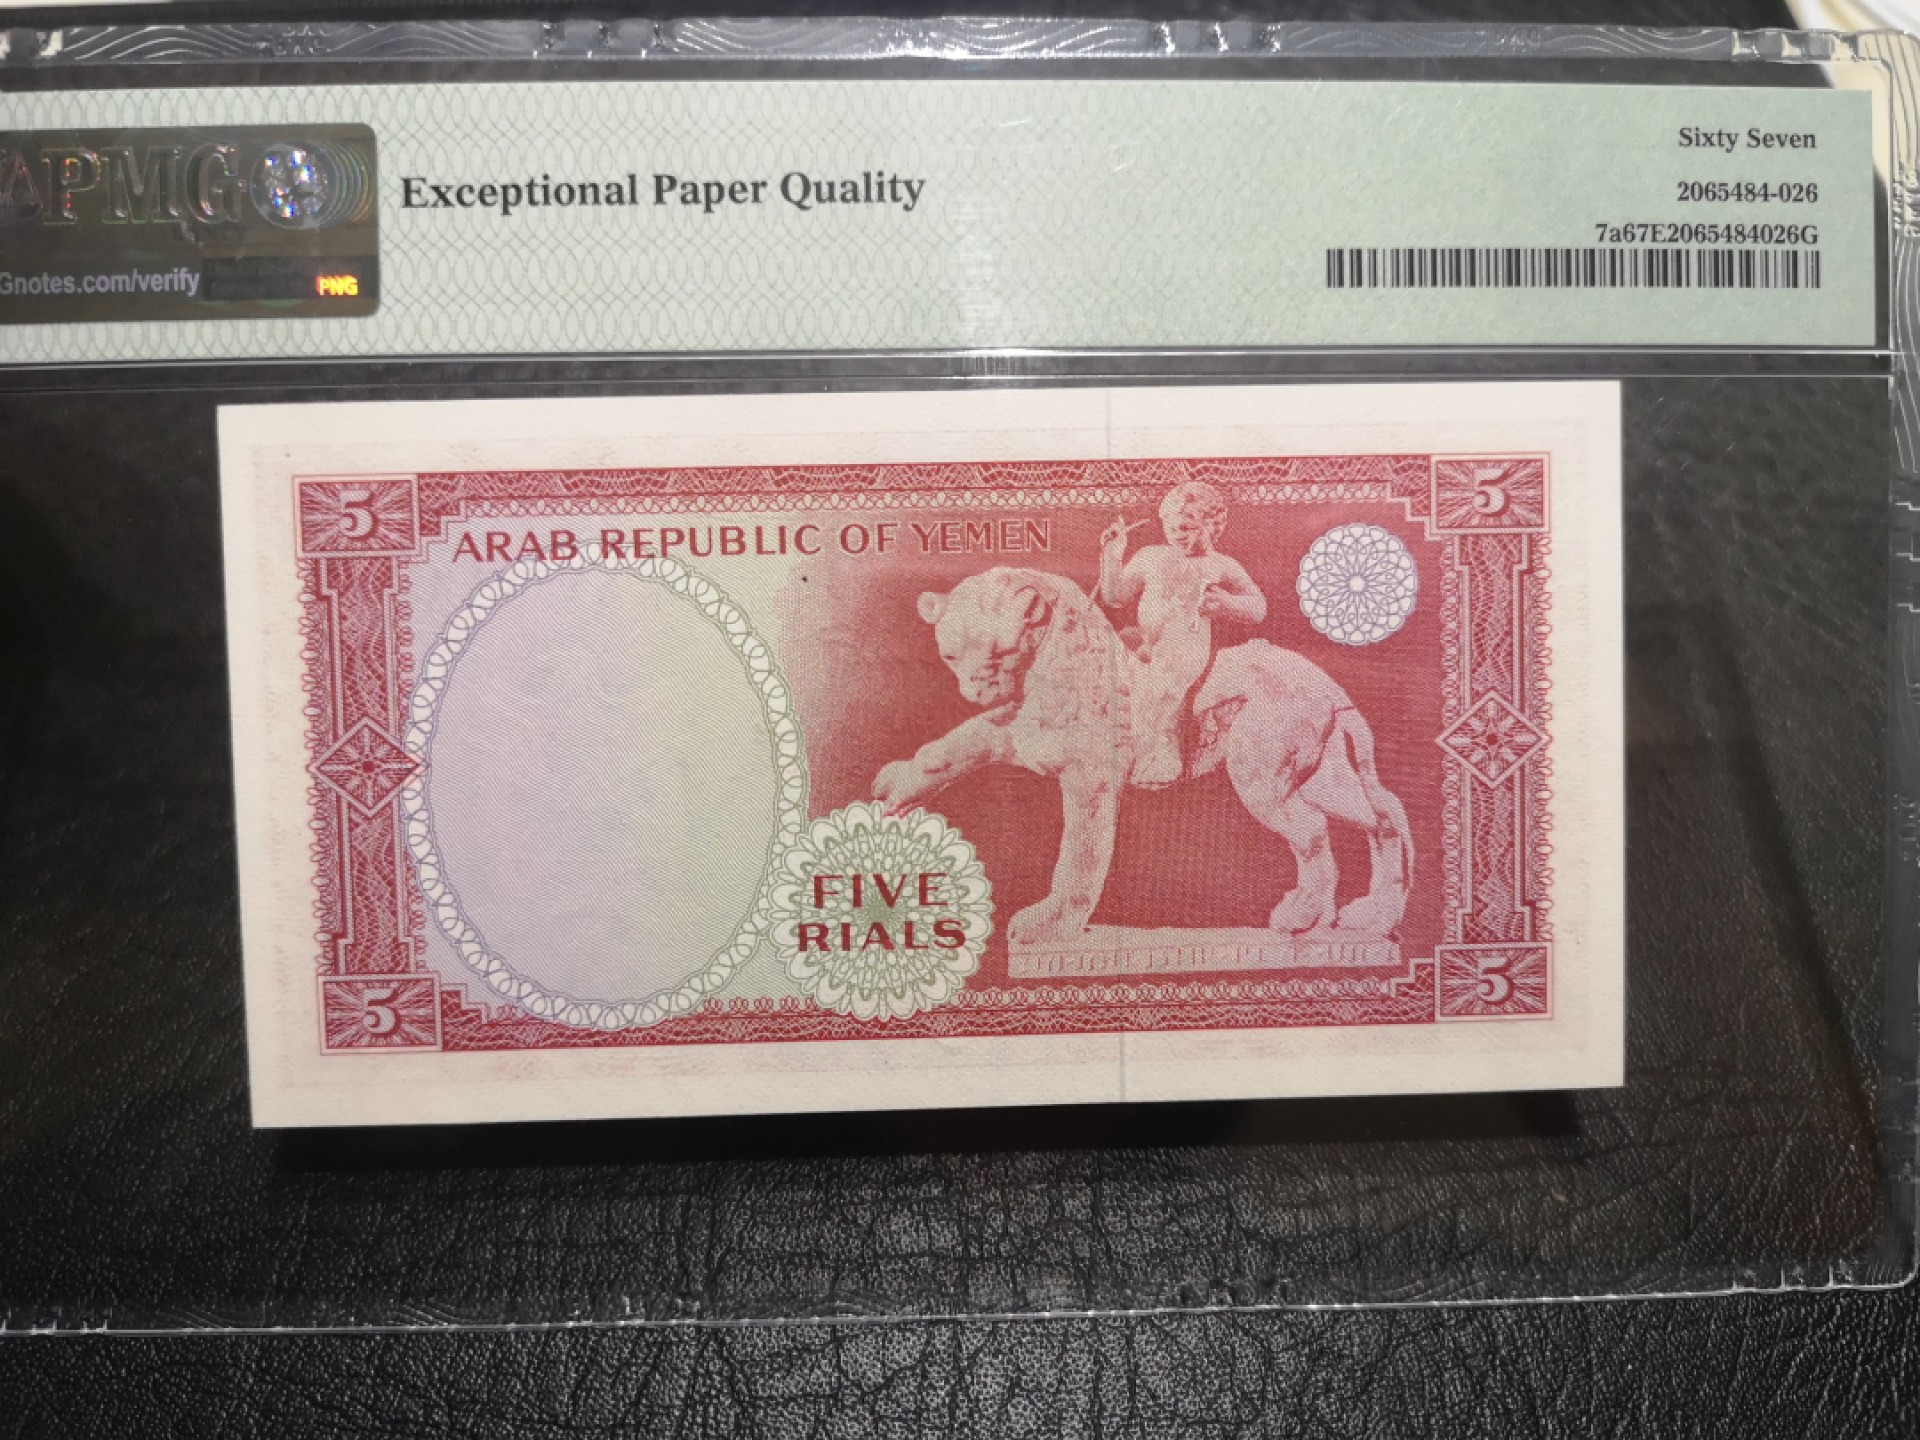 PMG
Gnotes.com/verify
PNG
Exceptional Paper Quality
Sixty Seven
2065484-026
7a67E2065484026G
5
5
ARAB REPUBLIC OF YEMEN
FIVE
RIALS
5
5